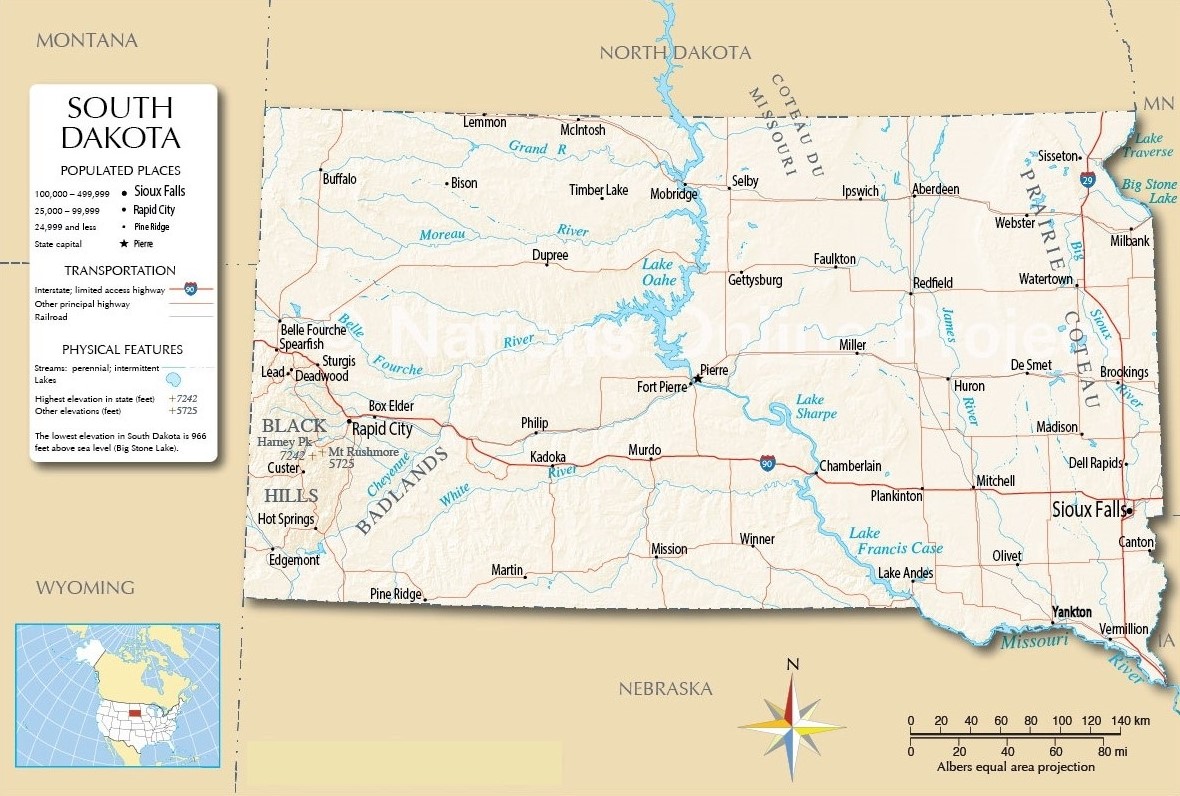 MONTANA
NORTH DAKOTA
MN
SOUTH
DAKOTA
POPULATED PLACES
100,000 – 499,999 Sioux Falls
25,000 – 99,999 Rapid City
24,999 and less Pine Ridge
State capital Pierre
TRANSPORTATION
Interstate; limited access highway 90
Other principal highway
Railroad
PHYSICAL FEATURES
Streams: perennial; intermittent
Lakes
Highest elevation in state (feet) +7242
Other elevations (feet) +5725
The lowest elevation in South Dakota is 966
feet above sea level (Big Stone Lake).
COTEAU DU
MISSOURI
Lemmon
McIntosh
Grand R
Lake
Traverse
Sisseton
29
Buffalo
Bison
Timber Lake
Mobridge
Selby
Ipswich
Aberdeen
Big Stone
Lake
PRAIRIE
COTEAU
Webster
Milbank
Moreau
River
Dupree
Lake
Oahe
Gettysburg
Faulkton
Redfield
Watertown
Big
Sioux
River
Belle Fourche
Spearfish
Belle
Fourche
River
James
River
Nations Online Project
Lead
Deadwood
Sturgis
Miller
De Smet
Brookings
Pierre
Fort Pierre
Huron
Box Elder
Rapid City
Lake
Sharpe
BLACK
HILLS
Harney Pk
7242 +
+ Mt Rushmore
5725
Philip
Madison
Custer
Cheyenne
River
BADLANDS
White
Kadoka
Murdo
90
Chamberlain
Dell Rapids
Plankinton
Mitchell
Hot Springs
Sioux Falls
Edgemont
Mission
Winner
Lake
Francis Case
Canton
Olivet
Martin
Pine Ridge
Lake Andes
Yankton
Vermillion
Missouri
River
IA
WYOMING
NEBRASKA
N
0 20 40 60 80 100 120 140 km
0 20 40 60 80 mi
Albers equal area projection